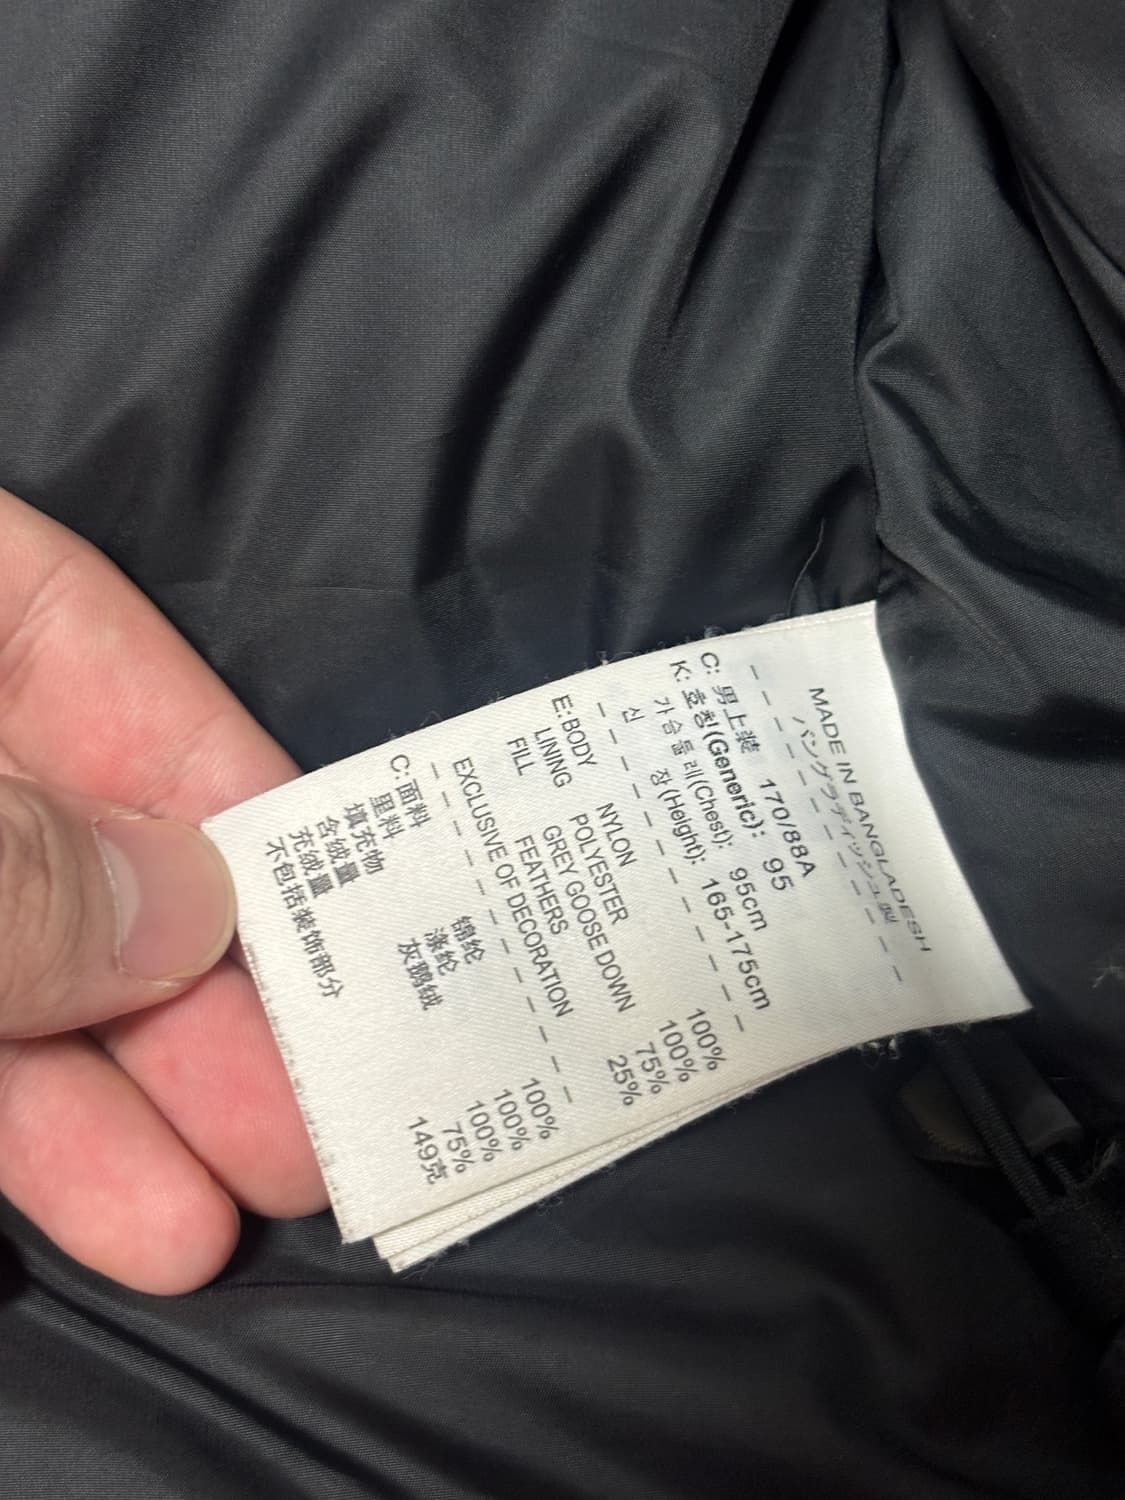 MADE IN BANGLADESH
バングラディッシュ製
C: 男上装 170/88A
K: 호칭(Generic): 95
가슴둘레(Chest): 95cm
신 장(Height): 165-175cm
E: BODY NYLON 100%
LINING POLYESTER 100%
FILL GREY GOOSE DOWN 75%
FEATHERS 25%
EXCLUSIVE OF DECORATION
C: 面料 锦纶 100%
里料 涤纶 100%
填充物 灰鹅绒 100%
含绒量 75%
充绒量 149克
不包括装饰部分